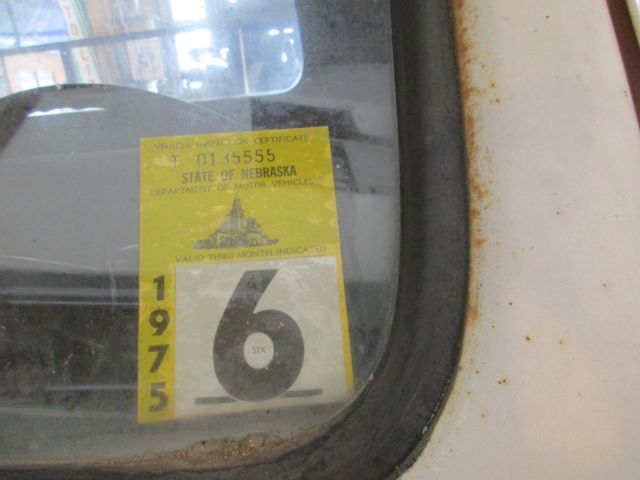 VEHICLE INSPECTION CERTIFICATE
T 0135555
STATE OF NEBRASKA
DEPARTMENT OF MOTOR VEHICLES
VALID THRU MONTH INDICATED
1975
6
SIX